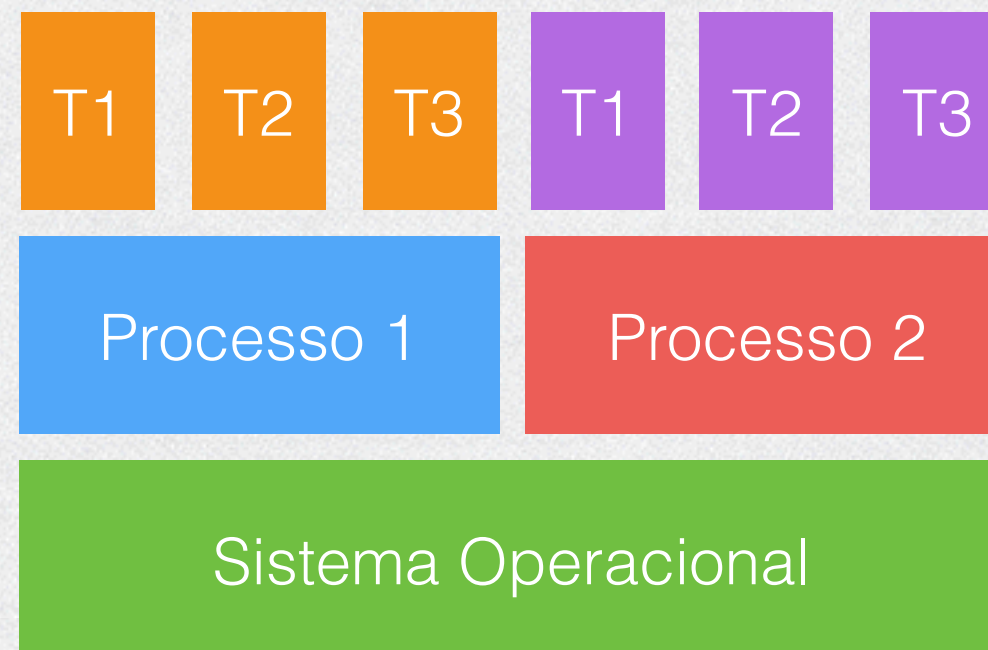 T1 T2 T3 T1 T2 T3
Processo 1 Processo 2
Sistema Operacional